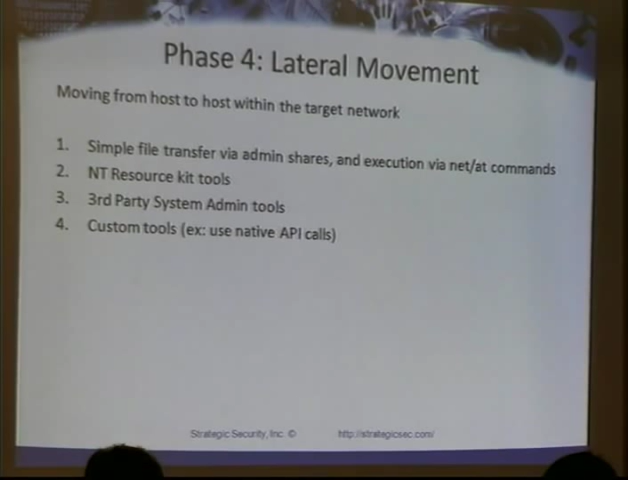 Phase 4: Lateral Movement
Moving from host to host within the target network
1. Simple file transfer via admin shares, and execution via net/at commands
2. NT Resource kit tools
3. 3rd Party System Admin tools
4. Custom tools (ex: use native API calls)
Strategic Security, Inc. © http://strategicsec.com/